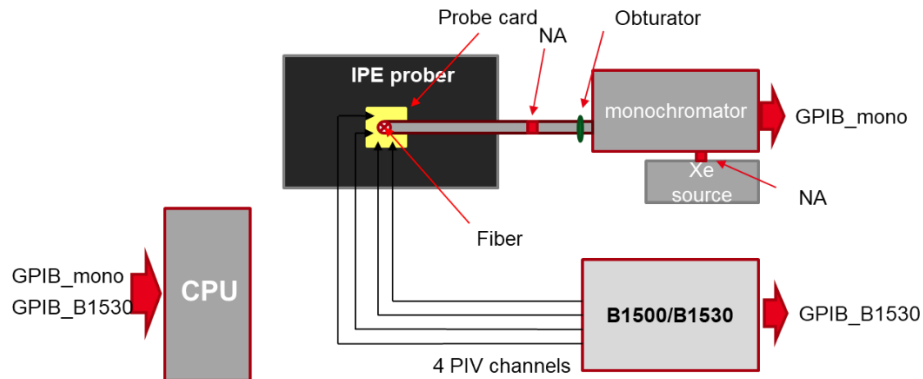 Probe card
Obturator
NA
IPE prober
monochromator
GPIB_mono
Xe
source
NA
Fiber
GPIB_mono
GPIB_B1530
CPU
B1500/B1530
GPIB_B1530
4 PIV channels